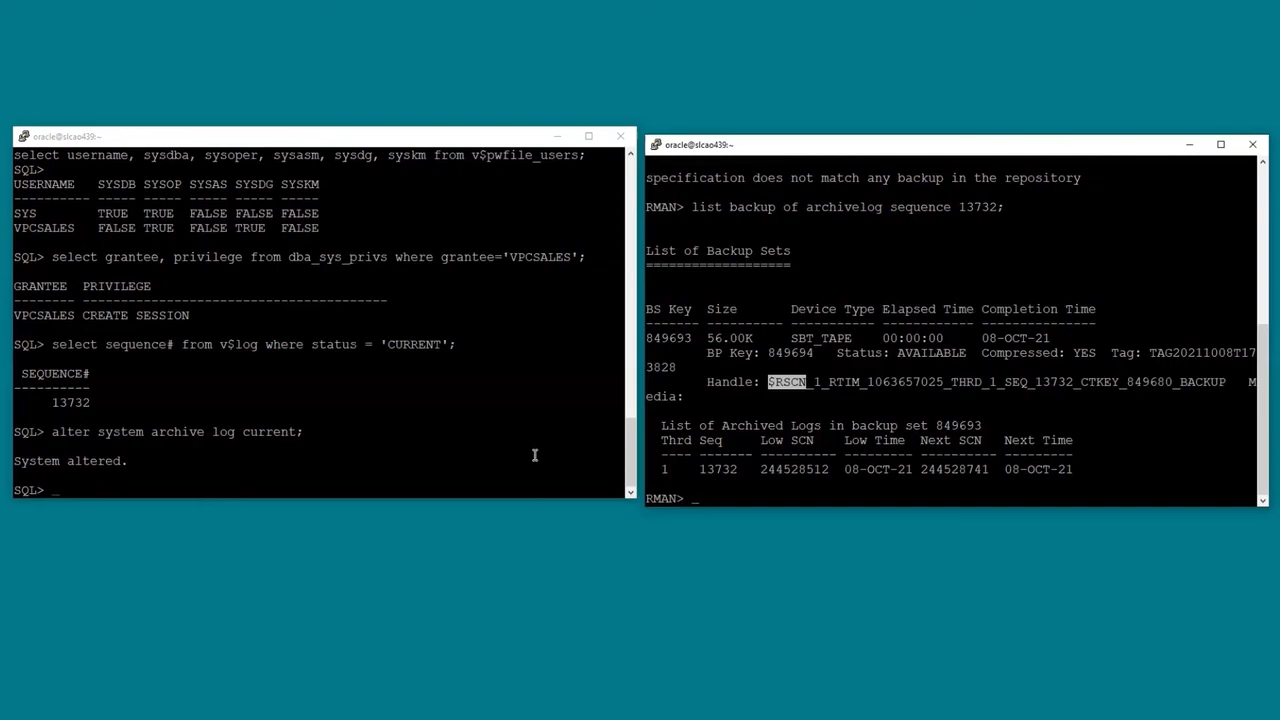 oracle@slcao439:~
select username, sysdba, sysoper, sysasm, sysdg, syskm from v$pwfile_users;
SQL>
USERNAME   SYSDB SYSOP SYSAS SYSDG SYSKM
---------- ----- ----- ----- ----- -----
SYS        TRUE  TRUE  FALSE FALSE FALSE
VPCSALES   FALSE TRUE  FALSE TRUE  FALSE
SQL> select grantee, privilege from dba_sys_privs where grantee='VPCSALES';
GRANTEE  PRIVILEGE
-------- ----------------------------------------
VPCSALES CREATE SESSION
SQL> select sequence# from v$log where status = 'CURRENT';
 SEQUENCE#
----------
     13732
SQL> alter system archive log current;
System altered.
SQL> _
oracle@slcao439:~
specification does not match any backup in the repository
RMAN> list backup of archivelog sequence 13732;
List of Backup Sets
===================
BS Key  Size       Device Type Elapsed Time Completion Time
------- ---------- ----------- ------------ ---------------
849693  56.00K     SBT_TAPE    00:00:00     08-OCT-21
        BP Key: 849694   Status: AVAILABLE  Compressed: YES  Tag: TAG20211008T17
3828
        Handle: $RSCN_1_RTIM_1063657025_THRD_1_SEQ_13732_CTKEY_849680_BACKUP   M
edia:
  List of Archived Logs in backup set 849693
  Thrd Seq     Low SCN    Low Time  Next SCN   Next Time
  ---- ------- ---------- --------- ---------- ---------
  1    13732   244528512  08-OCT-21 244528741  08-OCT-21
RMAN> _